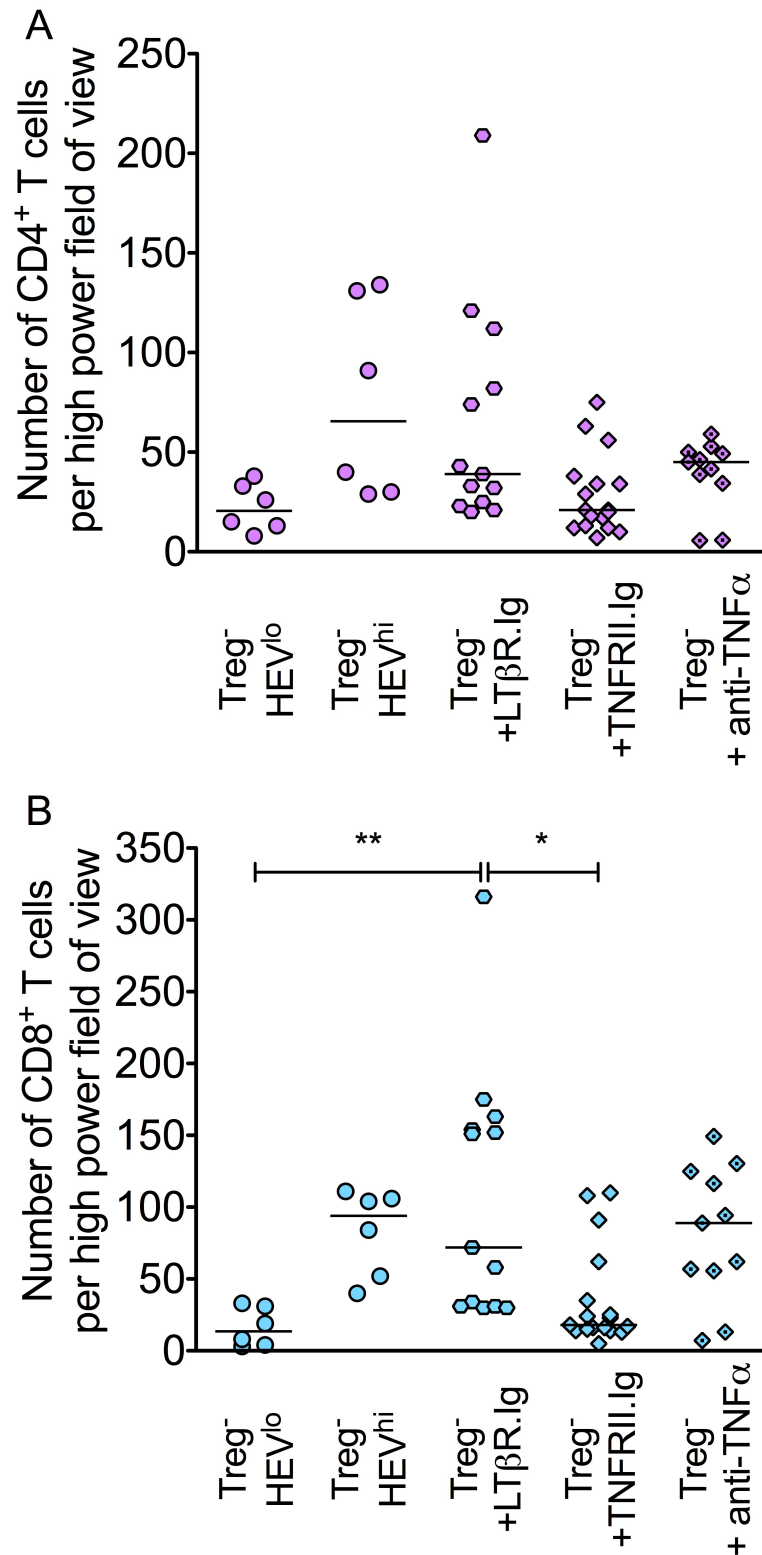 A
Number of CD4⁺ T cells
per high power field of view
250
200
150
100
50
0
Treg⁻
HEVˡᵒ
Treg⁻
HEVʰⁱ
Treg⁻
+LTβR.Ig
Treg⁻
+TNFRII.Ig
Treg⁻
+ anti-TNFα
B
Number of CD8⁺ T cells
per high power field of view
350
300
250
200
150
100
50
0
** *
Treg⁻
HEVˡᵒ
Treg⁻
HEVʰⁱ
Treg⁻
+LTβR.Ig
Treg⁻
+TNFRII.Ig
Treg⁻
+ anti-TNFα